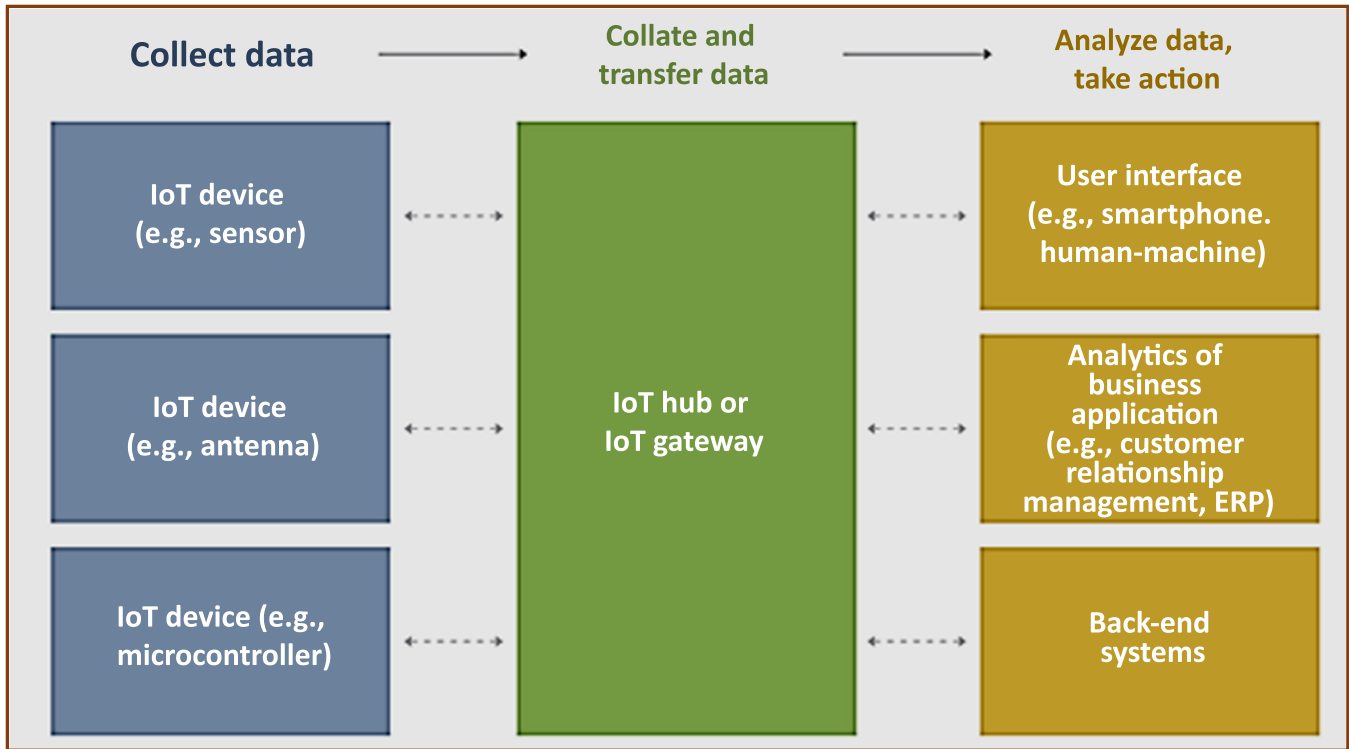 Collect data
Collate and
transfer data
Analyze data,
take action
IoT device
(e.g., sensor)
IoT device
(e.g., antenna)
IoT device (e.g.,
microcontroller)
IoT hub or
IoT gateway
User interface
(e.g., smartphone.
human-machine)
Analytics of
business
application
(e.g., customer
relationship
management, ERP)
Back-end
systems